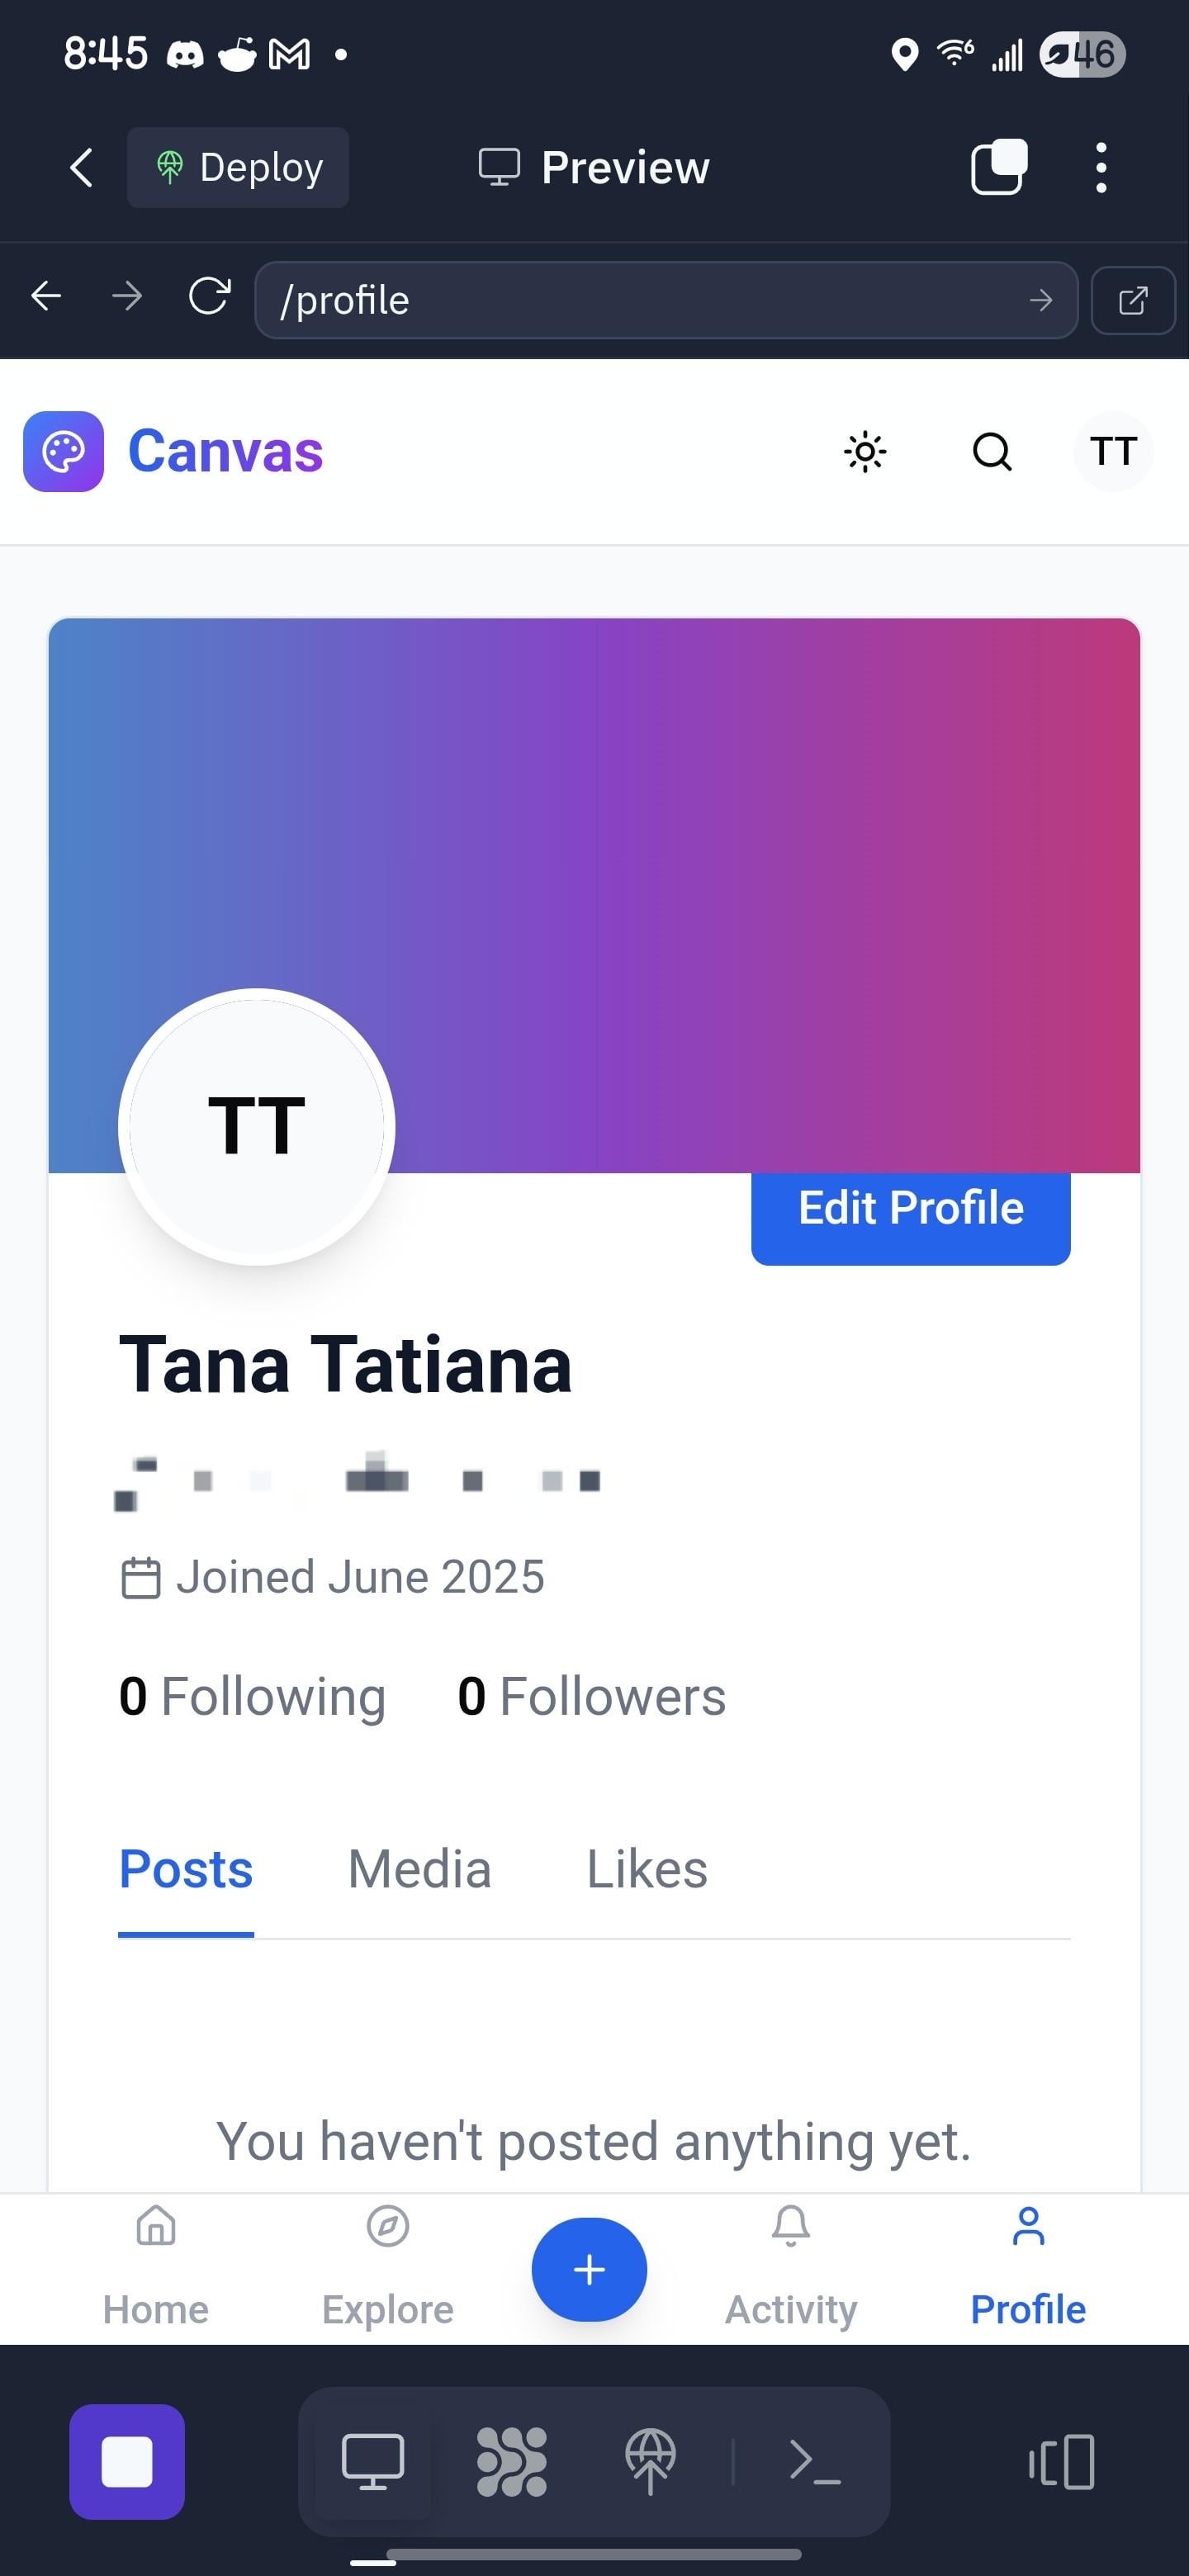 8:45 46
Deploy Preview
/profile
Canvas TT
TT
Edit Profile
Tana Tatiana
Joined June 2025
0 Following 0 Followers
Posts Media Likes
You haven't posted anything yet.
Home Explore Activity Profile